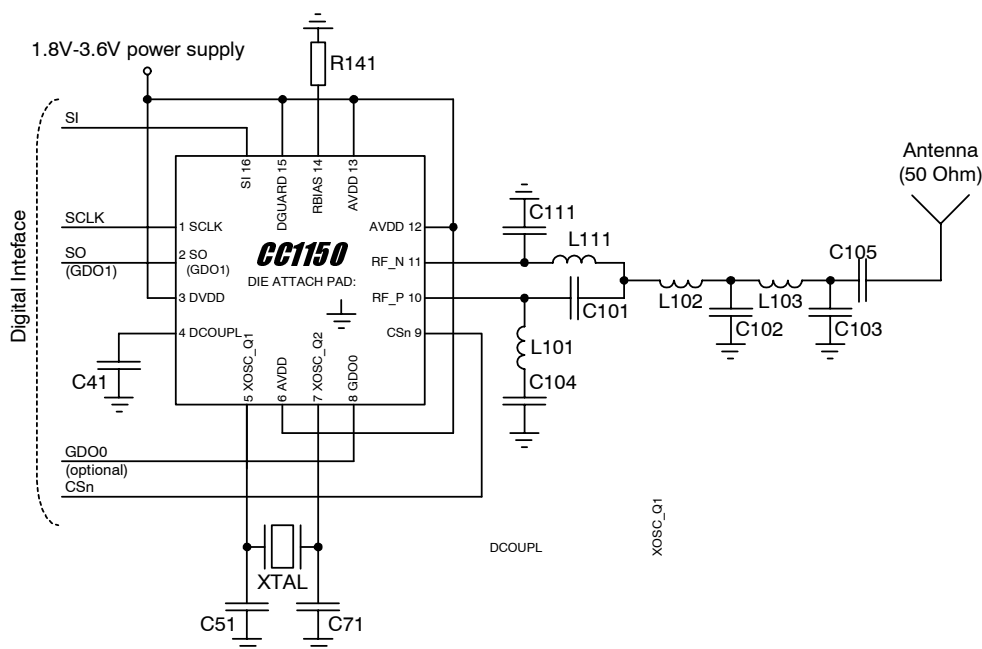 1.8V-3.6V power supply
R141
Antenna
(50 Ohm)
Digital Inteface
SI
SCLK
SO
(GDO1)
GDO0
(optional)
CSn
SI 16
DGUARD 15
RBIAS 14
AVDD 13
1 SCLK
2 SO
(GDO1)
3 DVDD
4 DCOUPL
CC1150
DIE ATTACH PAD:
AVDD 12
RF_N 11
RF_P 10
CSn 9
5 XOSC_Q1
6 AVDD
7 XOSC_Q2
8 GDO0
C41
C111
L111
C101
L101
C104
L102
C102
L103
C103
C105
XTAL
C51
C71
DCOUPL
XOSC_Q1